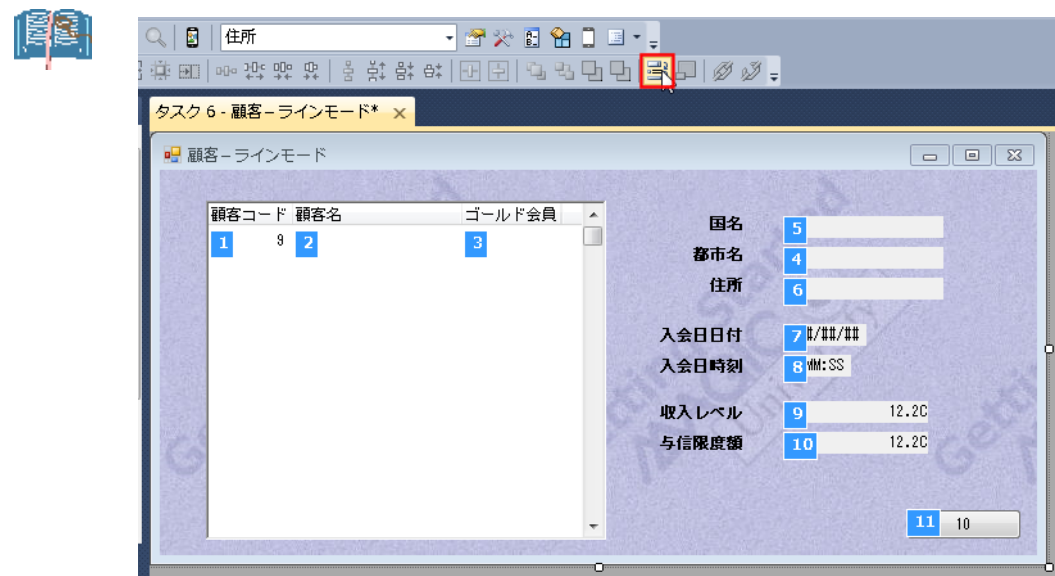 住所
タスク 6 - 顧客－ラインモード*
顧客－ラインモード
顧客コード 顧客名 ゴールド会員
1 9 2 3
国名 5
都市名 4
住所 6
入会日日付 7 #/##/##
入会日時刻 8 MM:SS
収入レベル 9 12.2C
与信限度額 10 12.2C
11 10
Getting Started
Magic
University